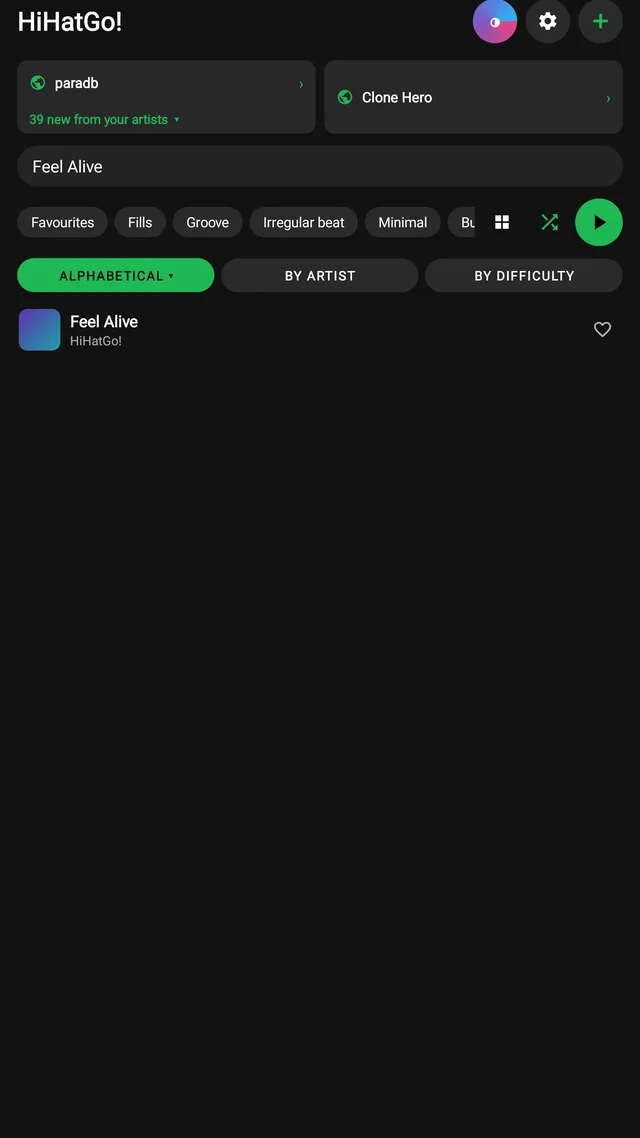 HiHatGo!
paradb ›
39 new from your artists ▾
Clone Hero ›
Feel Alive
Favourites Fills Groove Irregular beat Minimal Bu
ALPHABETICAL ▾ BY ARTIST BY DIFFICULTY
Feel Alive
HiHatGo!